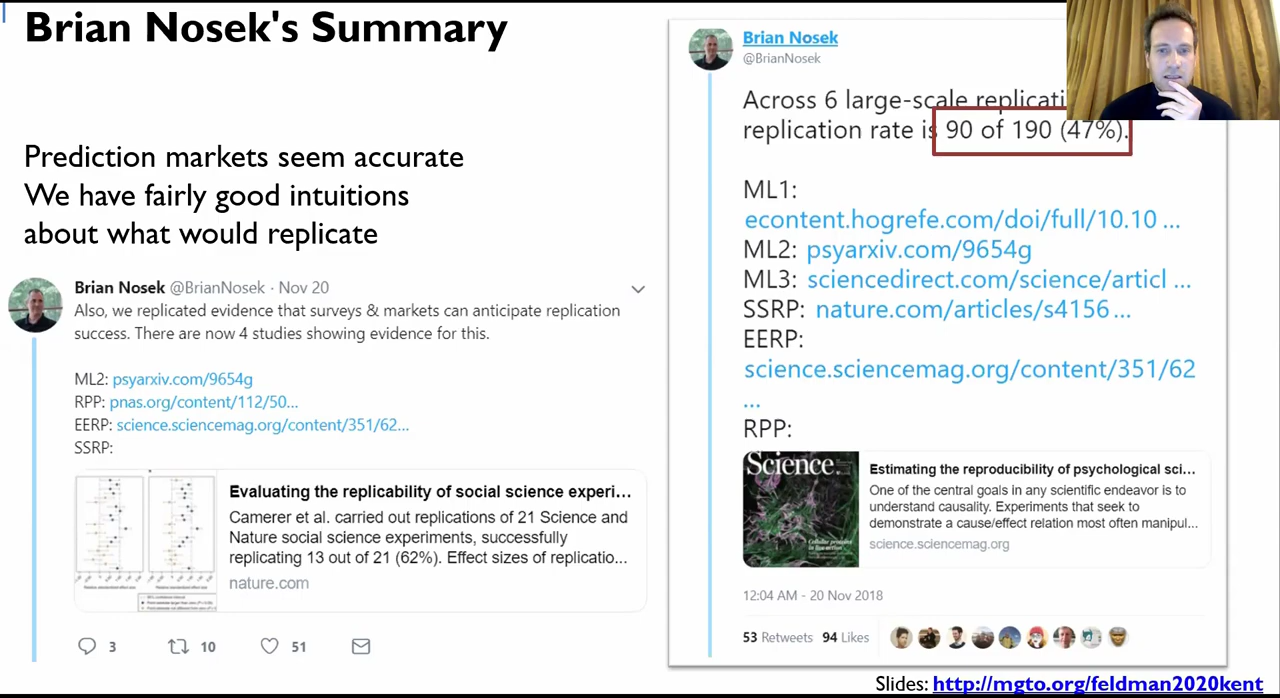 Brian Nosek's Summary
Prediction markets seem accurate
We have fairly good intuitions
about what would replicate
Brian Nosek @BrianNosek · Nov 20
Also, we replicated evidence that surveys & markets can anticipate replication
success. There are now 4 studies showing evidence for this.
ML2: psyarxiv.com/9654g
RPP: pnas.org/content/112/50...
EERP: science.sciencemag.org/content/351/62...
SSRP:
Evaluating the replicability of social science experi...
Camerer et al. carried out replications of 21 Science and
Nature social science experiments, successfully
replicating 13 out of 21 (62%). Effect sizes of replicatio...
nature.com
3
10
51
Brian Nosek
@BrianNosek
Across 6 large-scale replicati
replication rate is 90 of 190 (47%).
ML1:
econtent.hogrefe.com/doi/full/10.10 ...
ML2: psyarxiv.com/9654g
ML3: sciencedirect.com/science/articl ...
SSRP: nature.com/articles/s4156 ...
EERP:
science.sciencemag.org/content/351/62
...
RPP:
Science
Estimating the reproducibility of psychological sci...
One of the central goals in any scientific endeavor is to
understand causality. Experiments that seek to
demonstrate a cause/effect relation most often manipul...
science.sciencemag.org
12:04 AM - 20 Nov 2018
53 Retweets 94 Likes
Slides: http://mgto.org/feldman2020kent